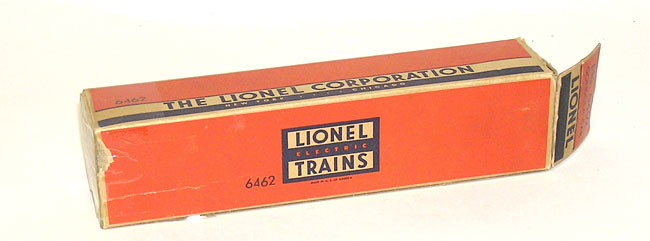 6462
THE LIONEL CORPORATION
NEW YORK CHICAGO
LIONEL
ELECTRIC
TRAINS
6462
LIONEL